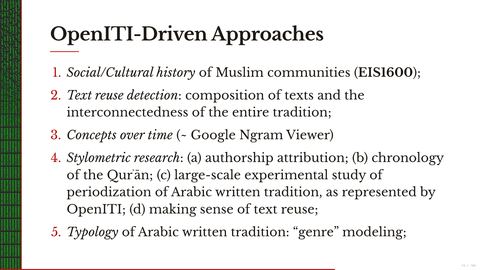 OpenITI-Driven Approaches
1. Social/Cultural history of Muslim communities (EIS1600);
2. Text reuse detection: composition of texts and the
interconnectedness of the entire tradition;
3. Concepts over time (~ Google Ngram Viewer)
4. Stylometric research: (a) authorship attribution; (b) chronology
of the Qurʾān; (c) large-scale experimental study of
periodization of Arabic written tradition, as represented by
OpenITI; (d) making sense of text reuse;
5. Typology of Arabic written tradition: “genre” modeling;